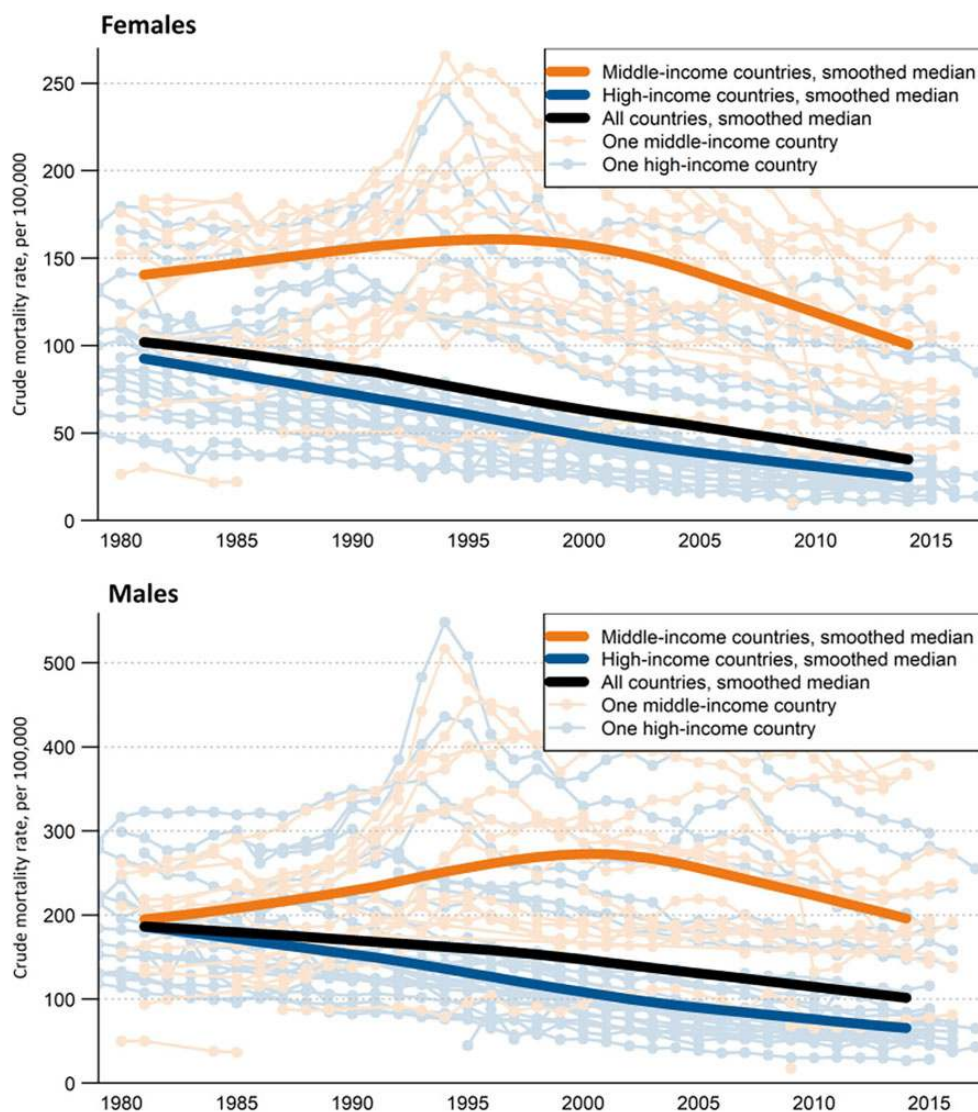 Females
Crude mortality rate, per 100,000
250
200
150
100
50
0
Middle-income countries, smoothed median
High-income countries, smoothed median
All countries, smoothed median
One middle-income country
One high-income country
1980 1985 1990 1995 2000 2005 2010 2015
Males
Crude mortality rate, per 100,000
500
400
300
200
100
0
Middle-income countries, smoothed median
High-income countries, smoothed median
All countries, smoothed median
One middle-income country
One high-income country
1980 1985 1990 1995 2000 2005 2010 2015